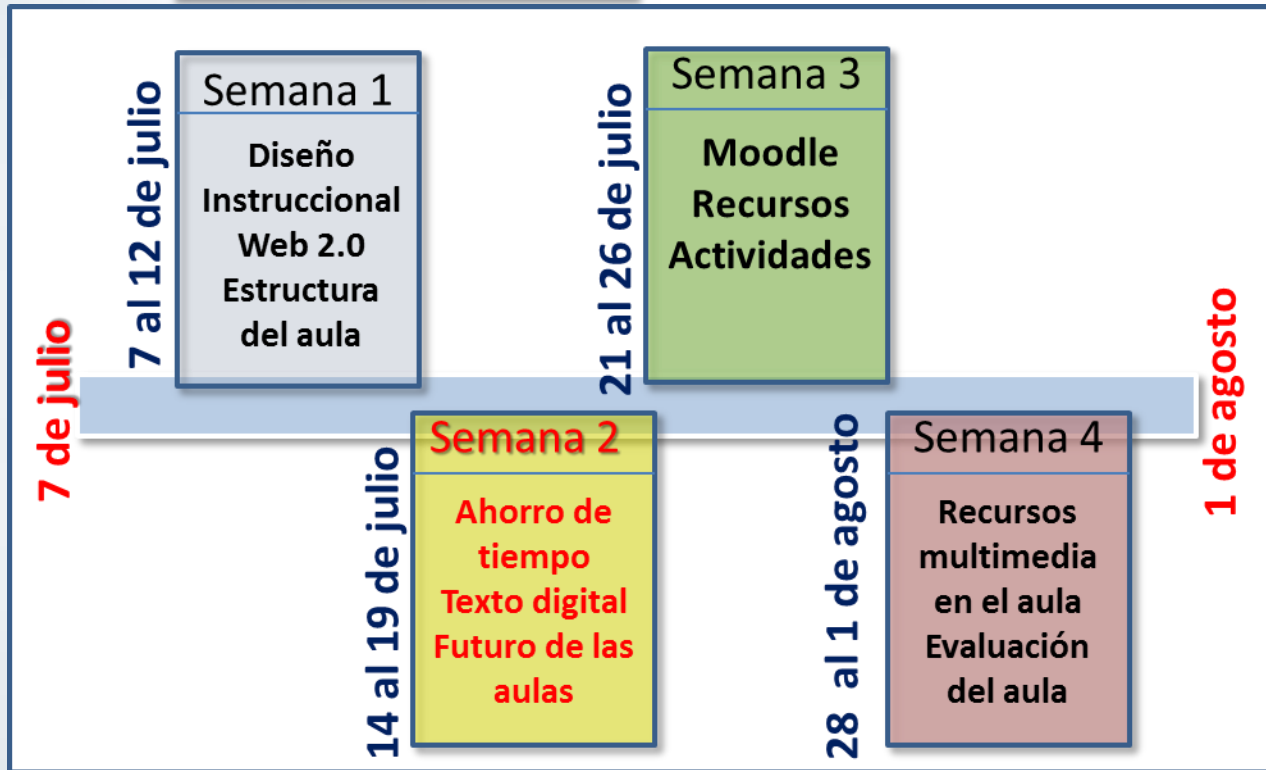 7 de julio
7 al 12 de julio
Semana 1
Diseño
Instruccional
Web 2.0
Estructura
del aula
14 al 19 de julio
Semana 2
Ahorro de
tiempo
Texto digital
Futuro de las
aulas
21 al 26 de julio
Semana 3
Moodle
Recursos
Actividades
28 al 1 de agosto
Semana 4
Recursos
multimedia
en el aula
Evaluación
del aula
1 de agosto